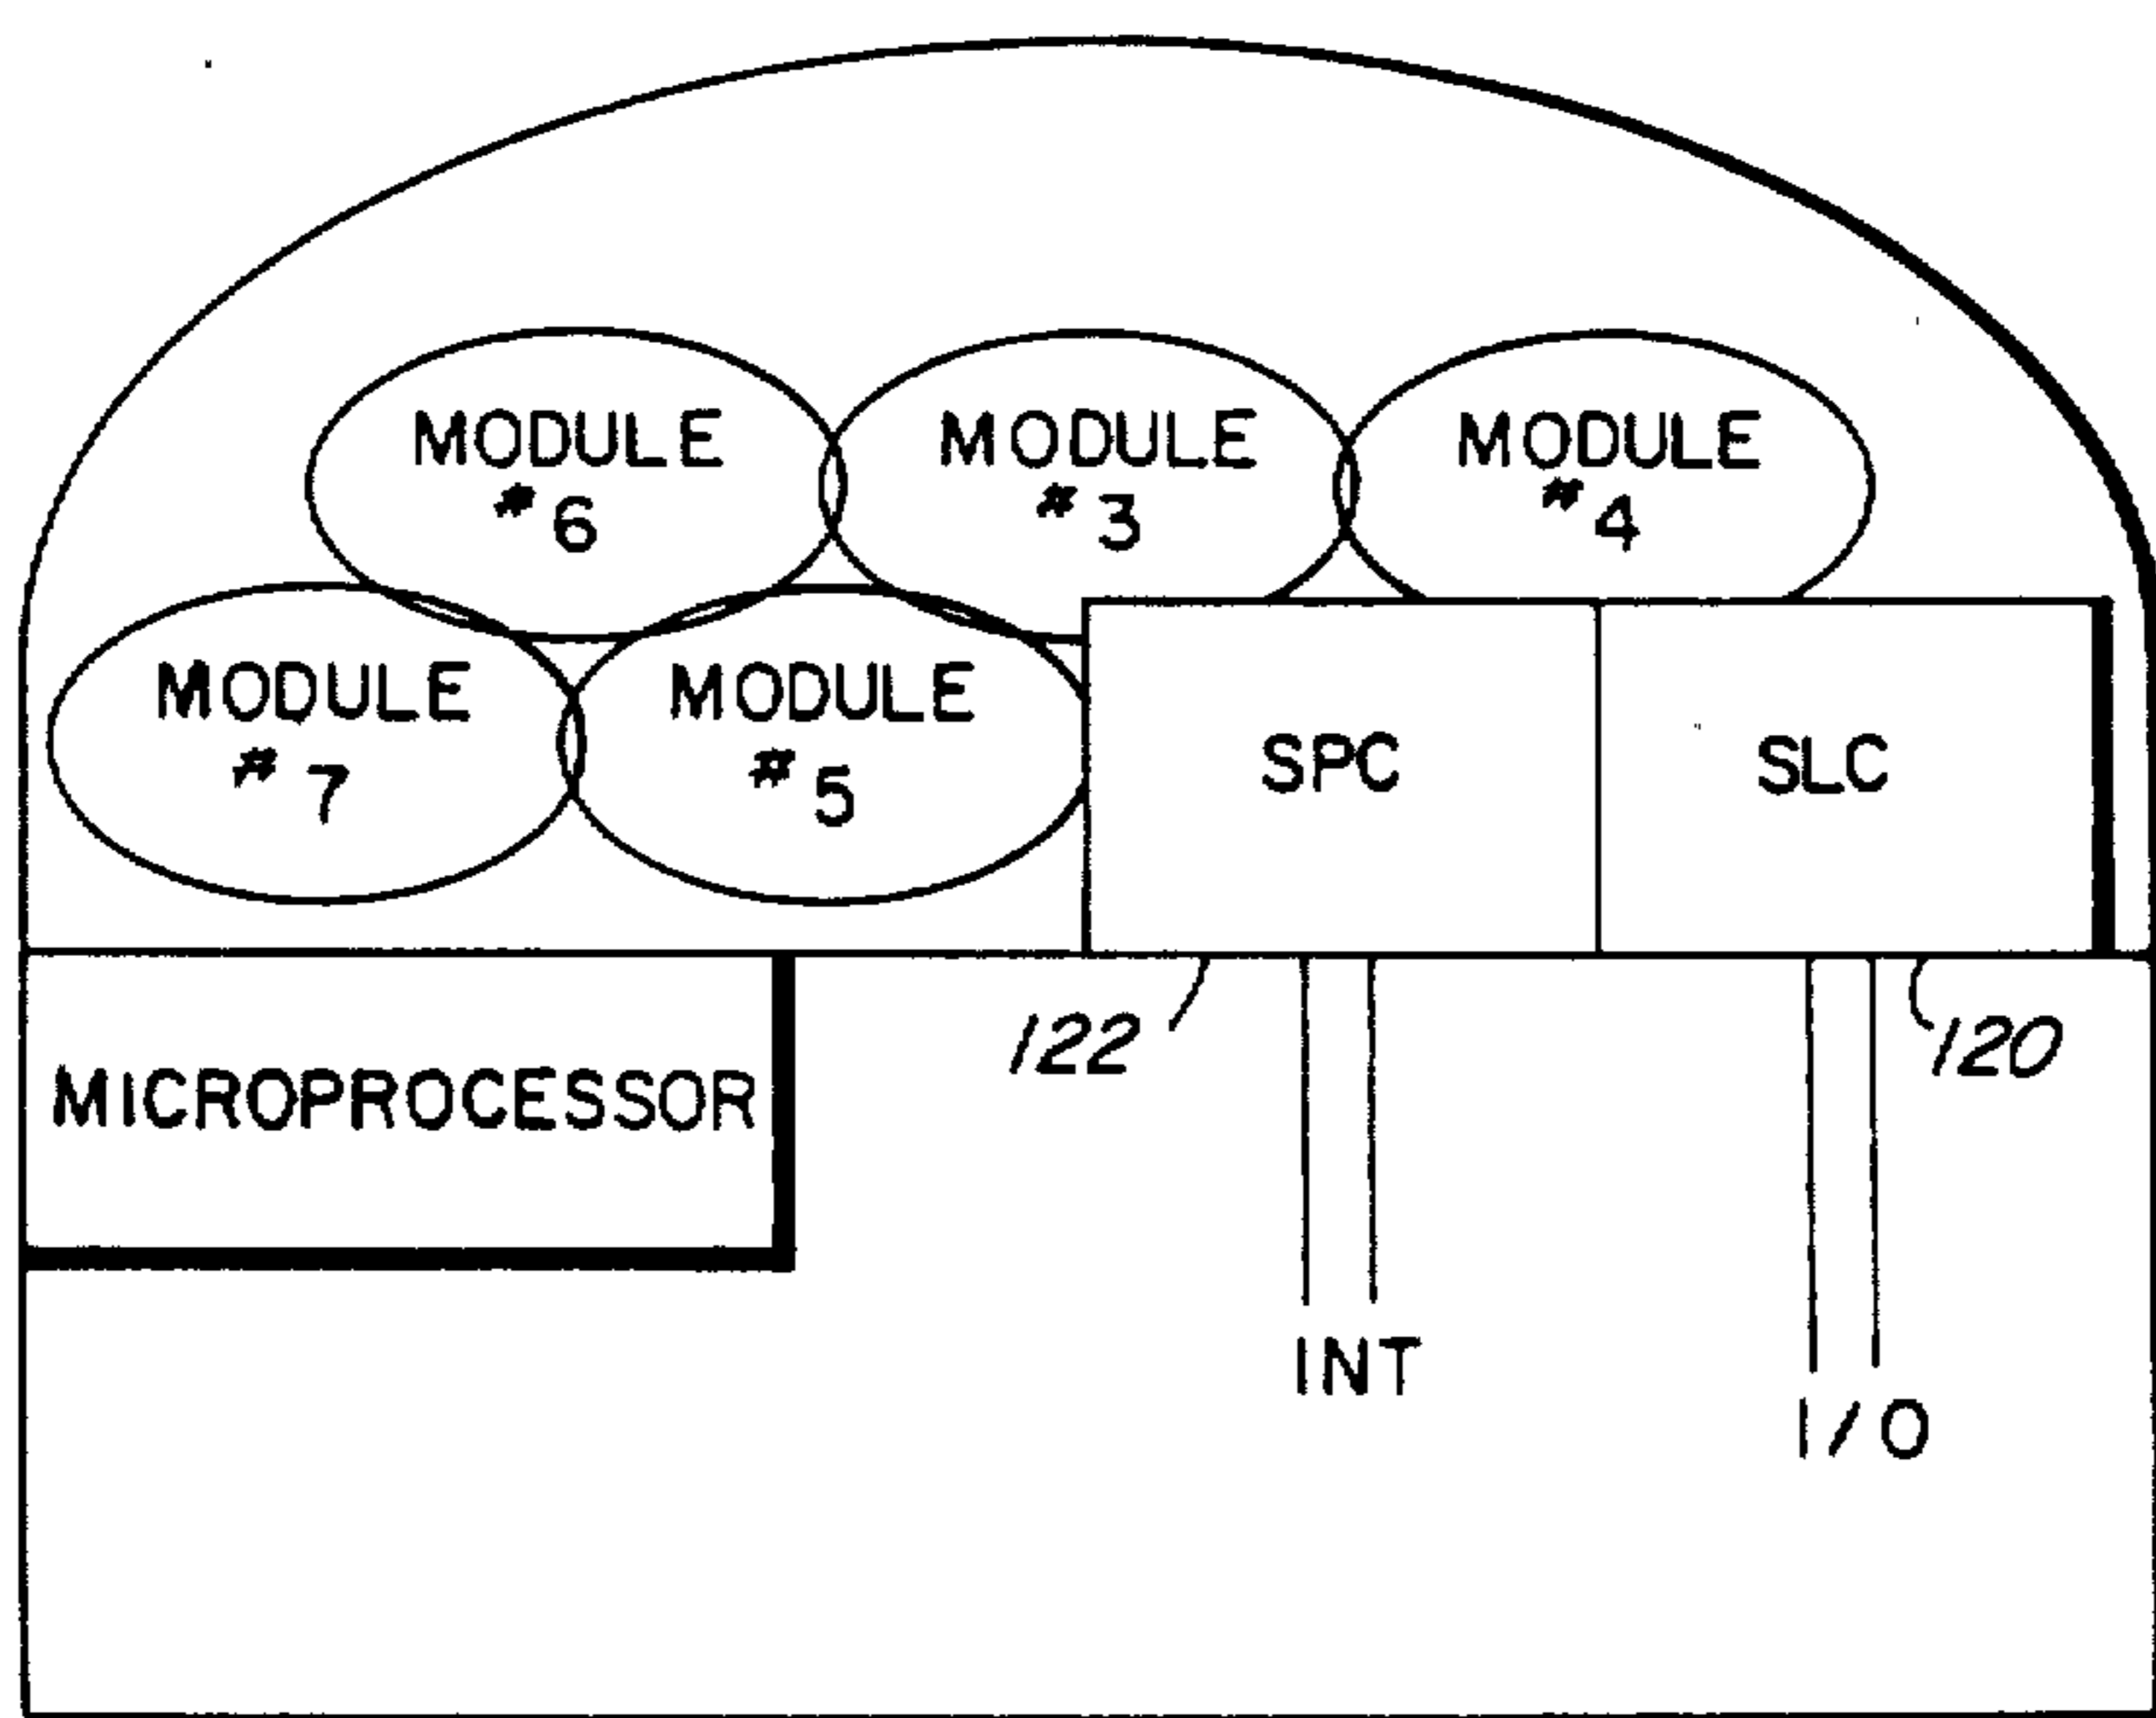 MODULE
#6
MODULE
#3
MODULE
#4
MODULE
#7
MODULE
#5
SPC
SLC
122
120
MICROPROCESSOR
INT
I/O